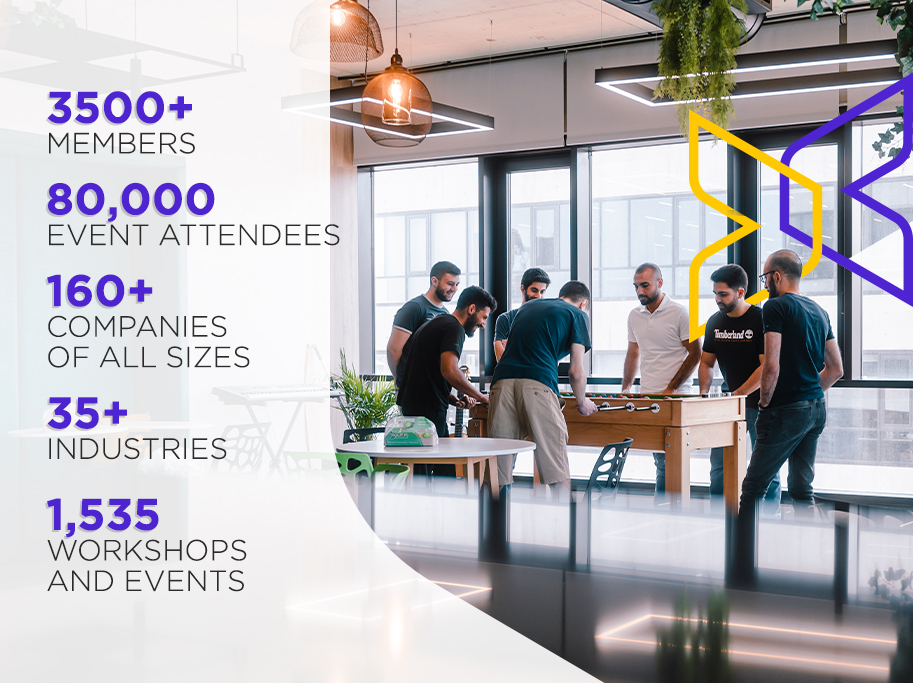 3500+
MEMBERS
80,000
EVENT ATTENDEES
160+
COMPANIES
OF ALL SIZES
35+
INDUSTRIES
1,535
WORKSHOPS
AND EVENTS
Timberland